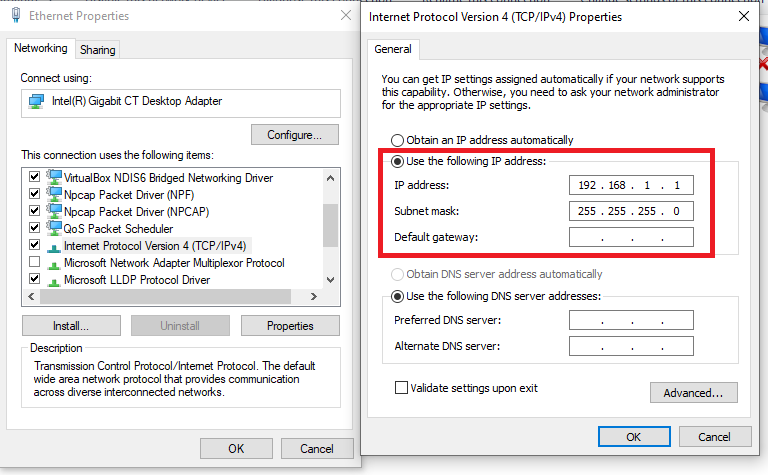 Ethernet Properties
Networking
Sharing
Connect using:
Intel(R) Gigabit CT Desktop Adapter
Configure...
This connection uses the following items:
VirtualBox NDIS6 Bridged Networking Driver
Npcap Packet Driver (NPF)
Npcap Packet Driver (NPCAP)
QoS Packet Scheduler
Internet Protocol Version 4 (TCP/IPv4)
Microsoft Network Adapter Multiplexor Protocol
Microsoft LLDP Protocol Driver
Install...
Uninstall
Properties
Description
Transmission Control Protocol/Internet Protocol. The default
wide area network protocol that provides communication
across diverse interconnected networks.
OK
Cancel
Internet Protocol Version 4 (TCP/IPv4) Properties
General
You can get IP settings assigned automatically if your network supports
this capability. Otherwise, you need to ask your network administrator
for the appropriate IP settings.
Obtain an IP address automatically
Use the following IP address:
IP address: 192 . 168 . 1 . 1
Subnet mask: 255 . 255 . 255 . 0
Default gateway: . . .
Obtain DNS server address automatically
Use the following DNS server addresses:
Preferred DNS server: . . .
Alternate DNS server: . . .
Validate settings upon exit
Advanced...
OK
Cancel